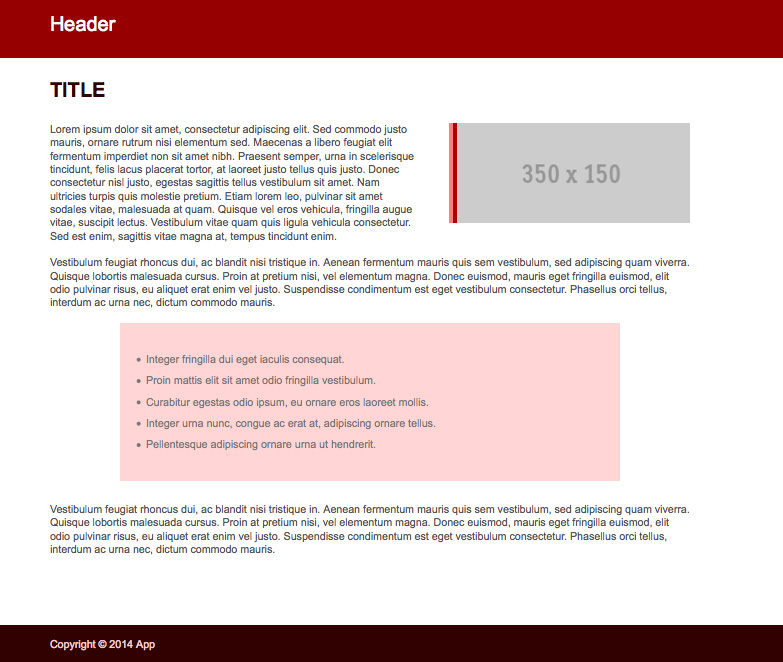 Header
TITLE
Lorem ipsum dolor sit amet, consectetur adipiscing elit. Sed commodo justo
mauris, ornare rutrum nisi elementum sed. Maecenas a libero feugiat elit
fermentum imperdiet non sit amet nibh. Praesent semper, urna in scelerisque
tincidunt, felis lacus placerat tortor, at laoreet justo tellus quis justo. Donec
consectetur nisl justo, egestas sagittis tellus vestibulum sit amet. Nam
ultricies turpis quis molestie pretium. Etiam lorem leo, pulvinar sit amet
sodales vitae, malesuada at quam. Quisque vel eros vehicula, fringilla augue
vitae, suscipit lectus. Vestibulum vitae quam quis ligula vehicula consectetur.
Sed est enim, sagittis vitae magna at, tempus tincidunt enim.
350 x 150
Vestibulum feugiat rhoncus dui, ac blandit nisi tristique in. Aenean fermentum mauris quis sem vestibulum, sed adipiscing quam viverra.
Quisque lobortis malesuada cursus. Proin at pretium nisi, vel elementum magna. Donec euismod, mauris eget fringilla euismod, elit
odio pulvinar risus, eu aliquet erat enim vel justo. Suspendisse condimentum est eget vestibulum consectetur. Phasellus orci tellus,
interdum ac urna nec, dictum commodo mauris.
• Integer fringilla dui eget iaculis consequat.
• Proin mattis elit sit amet odio fringilla vestibulum.
• Curabitur egestas odio ipsum, eu ornare eros laoreet mollis.
• Integer urna nunc, congue ac erat at, adipiscing ornare tellus.
• Pellentesque adipiscing ornare urna ut hendrerit.
Vestibulum feugiat rhoncus dui, ac blandit nisi tristique in. Aenean fermentum mauris quis sem vestibulum, sed adipiscing quam viverra.
Quisque lobortis malesuada cursus. Proin at pretium nisi, vel elementum magna. Donec euismod, mauris eget fringilla euismod, elit
odio pulvinar risus, eu aliquet erat enim vel justo. Suspendisse condimentum est eget vestibulum consectetur. Phasellus orci tellus,
interdum ac urna nec, dictum commodo mauris.
Copyright © 2014 App